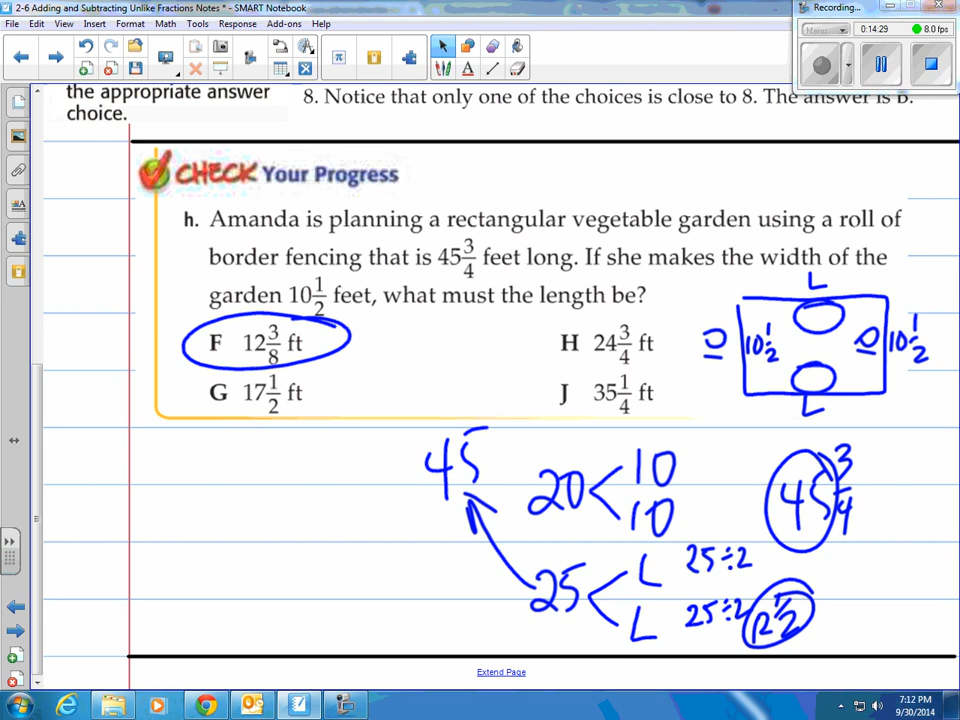 2-6 Adding and Subtracting Unlike Fractions Notes * - SMART Notebook
File Edit View Insert Format Math Tools Response Add-ons Help
Recording...
Menu
0:14:29
8.0 fps
the appropriate answer
choice.
8. Notice that only one of the choices is close to 8. The answer is B.
CHECK Your Progress
h. Amanda is planning a rectangular vegetable garden using a roll of
border fencing that is 45 3/4 feet long. If she makes the width of the
garden 10 1/2 feet, what must the length be?
F 12 3/8 ft
H 24 3/4 ft
G 17 1/2 ft
J 35 1/4 ft
L
10 1/2
10 1/2
L
45
20 < 10
10
45 3/4
25 < L 25÷2
L 25÷2 12 1/2
Extend Page
7:12 PM
9/30/2014